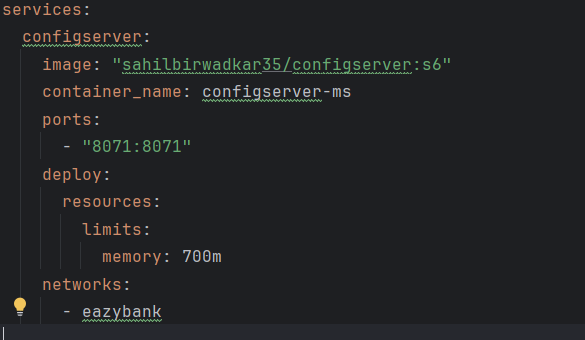 services:
  configserver:
    image: "sahilbirwadkar35/configserver:s6"
    container_name: configserver-ms
    ports:
      - "8071:8071"
    deploy:
      resources:
        limits:
          memory: 700m
    networks:
      - eazybank